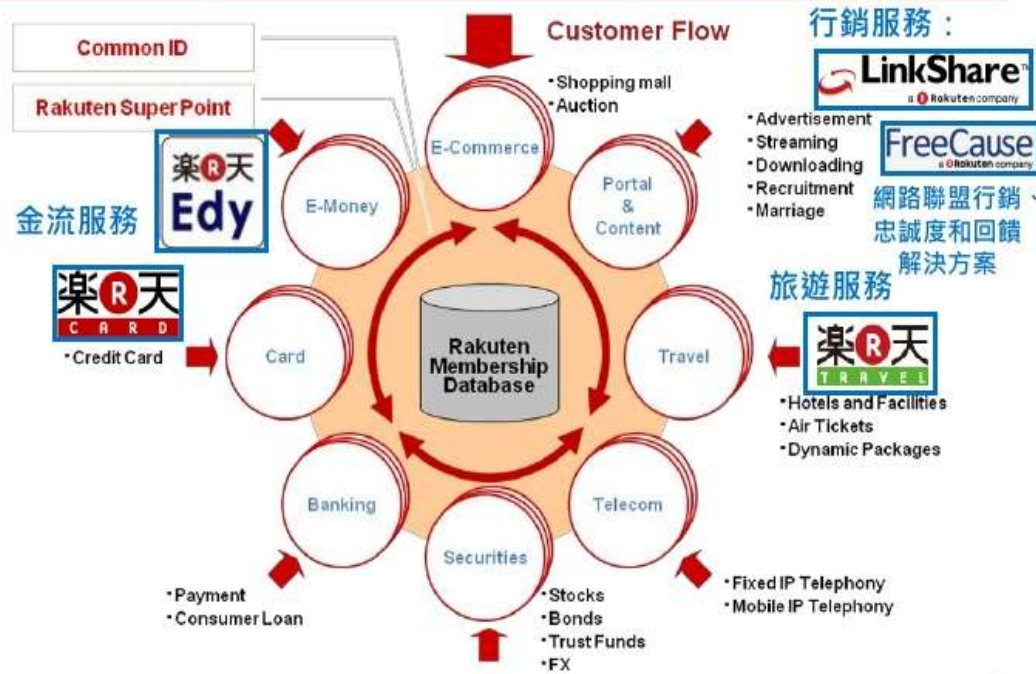 Common ID
Rakuten SuperPoint
Customer Flow
・Shopping mall
・Auction
行銷服務：
LinkShare™
a R Rakuten company
・Advertisement
・Streaming
・Downloading
・Recruitment
・Marriage
FreeCause
a R Rakuten company
網路聯盟行銷、
忠誠度和回饋
解決方案
金流服務
楽R天
Edy
E-Money
E-Commerce
Portal
&
Content
楽R天
CARD
・Credit Card
Card
Rakuten
Membership
Database
Travel
旅遊服務
楽R天
TRAVEL
・Hotels and Facilities
・Air Tickets
・Dynamic Packages
Banking
Securities
Telecom
・Payment
・Consumer Loan
・Stocks
・Bonds
・Trust Funds
・FX
・Fixed IP Telephony
・Mobile IP Telephony